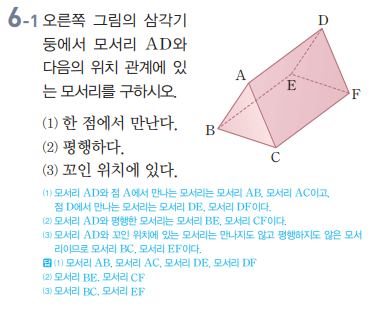 6-1 오른쪽 그림의 삼각기
둥에서 모서리 AD와
다음의 위치 관계에 있
는 모서리를 구하시오.
(1) 한 점에서 만난다.
(2) 평행하다.
(3) 꼬인 위치에 있다.
D
A
E
F
B
C
(1) 모서리 AD와 점 A에서 만나는 모서리는 모서리 AB, 모서리 AC이고,
점 D에서 만나는 모서리는 모서리 DE, 모서리 DF이다.
(2) 모서리 AD와 평행한 모서리는 모서리 BE, 모서리 CF이다.
(3) 모서리 AD와 꼬인 위치에 있는 모서리는 만나지도 않고 평행하지도 않은 모서
리이므로 모서리 BC, 모서리 EF이다.
답 (1) 모서리 AB, 모서리 AC, 모서리 DE, 모서리 DF
(2) 모서리 BE, 모서리 CF
(3) 모서리 BC, 모서리 EF